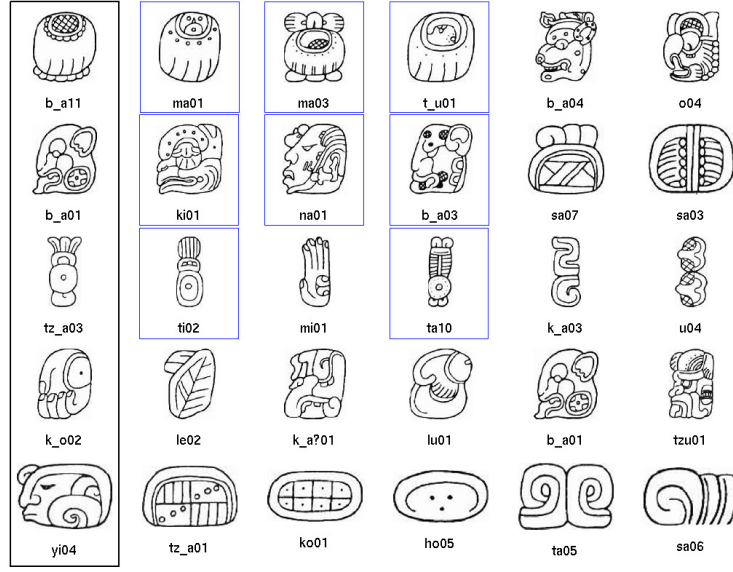 b_a11 ma01 ma03 t_u01 b_a04 o04
b_a01 ki01 na01 b_a03 sa07 sa03
tz_a03 ti02 mi01 ta10 k_a03 u04
k_o02 le02 k_a?01 lu01 b_a01 tzu01
yi04 tz_a01 ko01 ho05 ta05 sa06